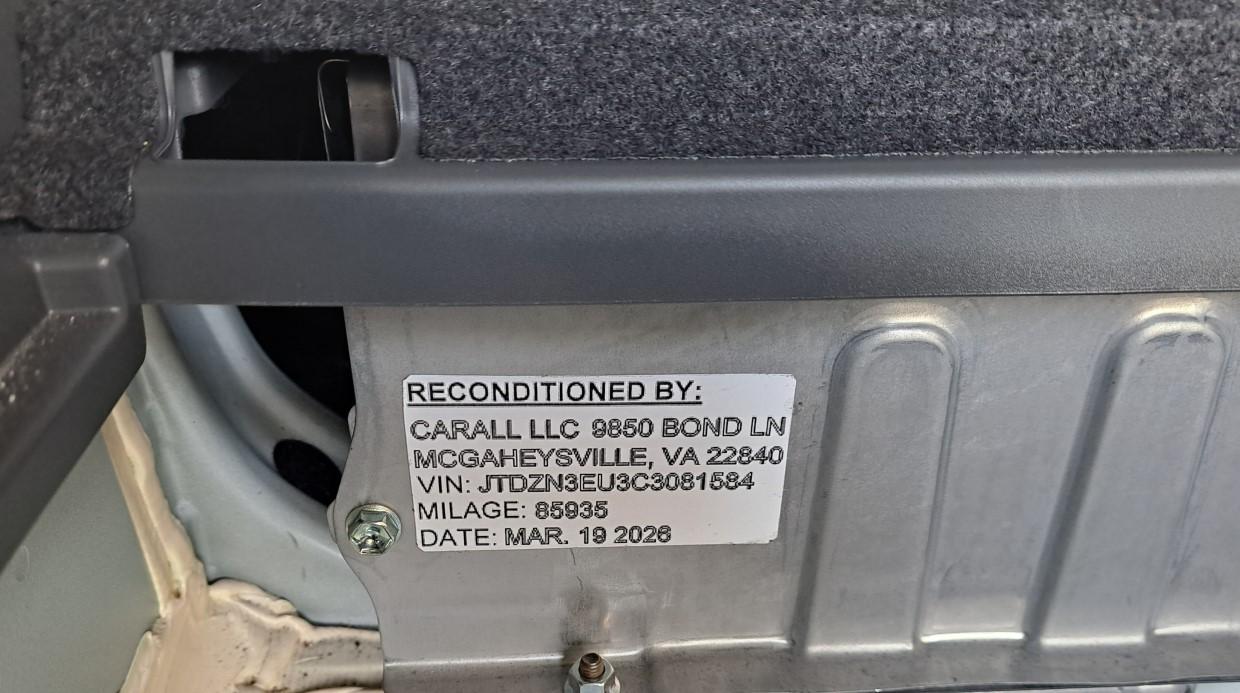 RECONDITIONED BY:
CARALL LLC 9850 BOND LN
MCGAHEYSVILLE, VA 22840
VIN: JTDZN3EU3C3081584
MILAGE: 85935
DATE: MAR. 19 2026